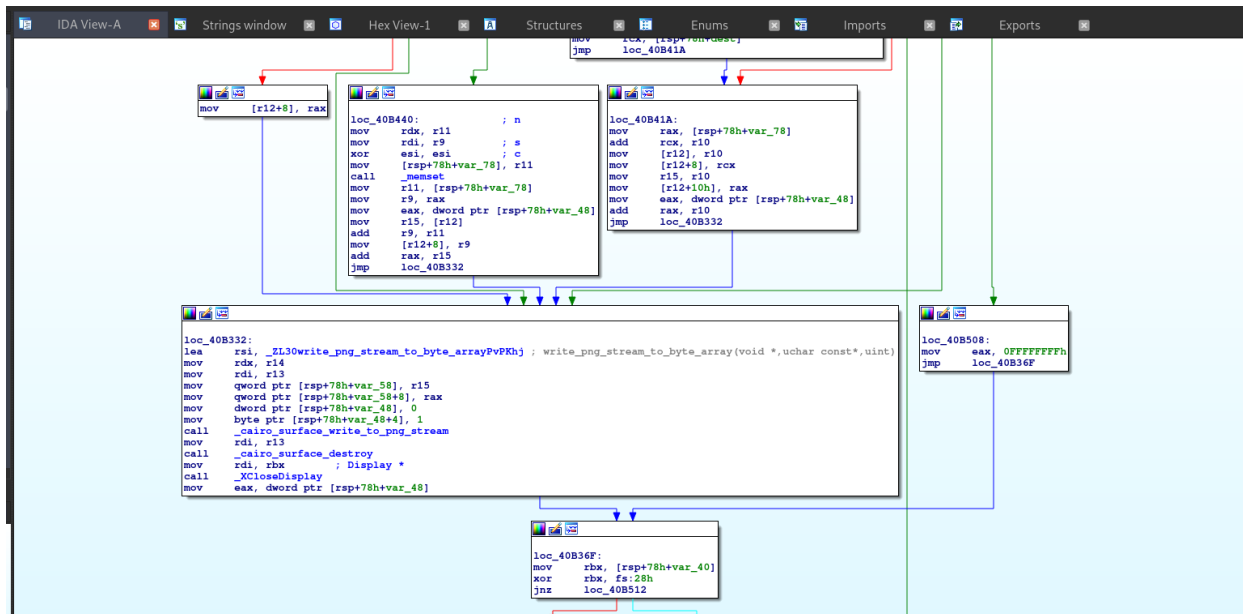 IDA View-A Strings window Hex View-1 Structures Enums Imports Exports
mov rcx, [rsp+78h+dest]
jmp loc_40B41A
mov [r12+8], rax
loc_40B440: ; n
mov rdx, r11
mov rdi, r9 ; s
xor esi, esi ; c
mov [rsp+78h+var_78], r11
call _memset
mov r11, [rsp+78h+var_78]
mov r9, rax
mov eax, dword ptr [rsp+78h+var_48]
mov r15, [r12]
add r9, r11
mov [r12+8], r9
add rax, r15
jmp loc_40B332
loc_40B41A:
mov rax, [rsp+78h+var_78]
add rcx, r10
mov [r12], r10
mov [r12+8], rcx
mov r15, r10
mov [r12+10h], rax
mov eax, dword ptr [rsp+78h+var_48]
add rax, r10
jmp loc_40B332
loc_40B332:
lea rsi, _ZL30write_png_stream_to_byte_arrayPvPKhj ; write_png_stream_to_byte_array(void *,uchar const*,uint)
mov rdx, r14
mov rdi, r13
mov qword ptr [rsp+78h+var_58], r15
mov qword ptr [rsp+78h+var_58+8], rax
mov dword ptr [rsp+78h+var_48], 0
mov byte ptr [rsp+78h+var_48+4], 1
call _cairo_surface_write_to_png_stream
mov rdi, r13
call _cairo_surface_destroy
mov rdi, rbx ; Display *
call _XCloseDisplay
mov eax, dword ptr [rsp+78h+var_48]
loc_40B508:
mov eax, 0FFFFFFFFh
jmp loc_40B36F
loc_40B36F:
mov rbx, [rsp+78h+var_40]
xor rbx, fs:28h
jnz loc_40B512